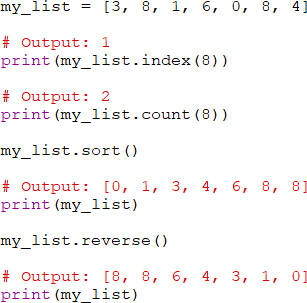 my_list = [3, 8, 1, 6, 0, 8, 4]
# Output: 1
print(my_list.index(8))
# Output: 2
print(my_list.count(8))
my_list.sort()
# Output: [0, 1, 3, 4, 6, 8, 8]
print(my_list)
my_list.reverse()
# Output: [8, 8, 6, 4, 3, 1, 0]
print(my_list)